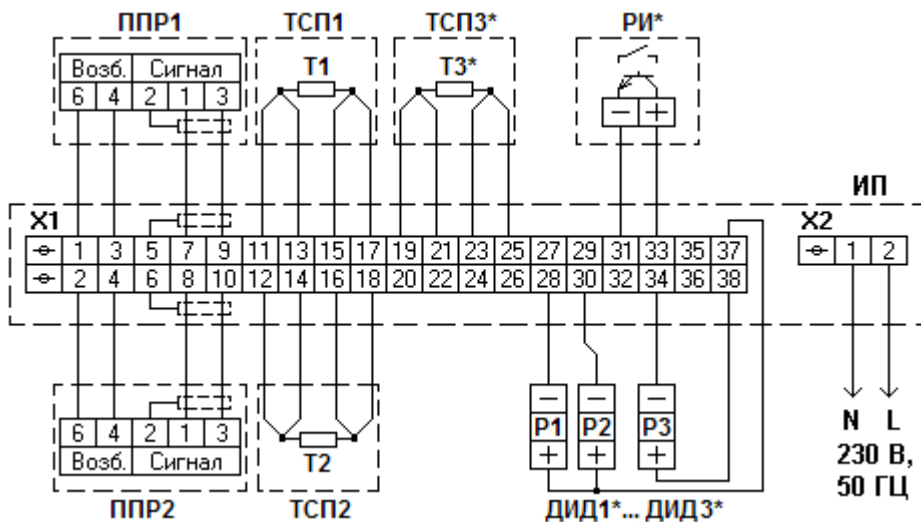 ППР1 ТСП1 ТСП3* РИ*
Возб. Сигнал
6 4 2 1 3
Т1
Т3*
− +
ИП
Х1
1 3 5 7 9 11 13 15 17 19 21 23 25 27 29 31 33 35 37
2 4 6 8 10 12 14 16 18 20 22 24 26 28 30 32 34 36 38
Х2
1 2
− − −
Р1 Р2 Р3
+ + +
6 4 2 1 3
Возб. Сигнал
Т2
N L
230 В,
50 ГЦ
ППР2 ТСП2 ДИД1*... ДИД3*